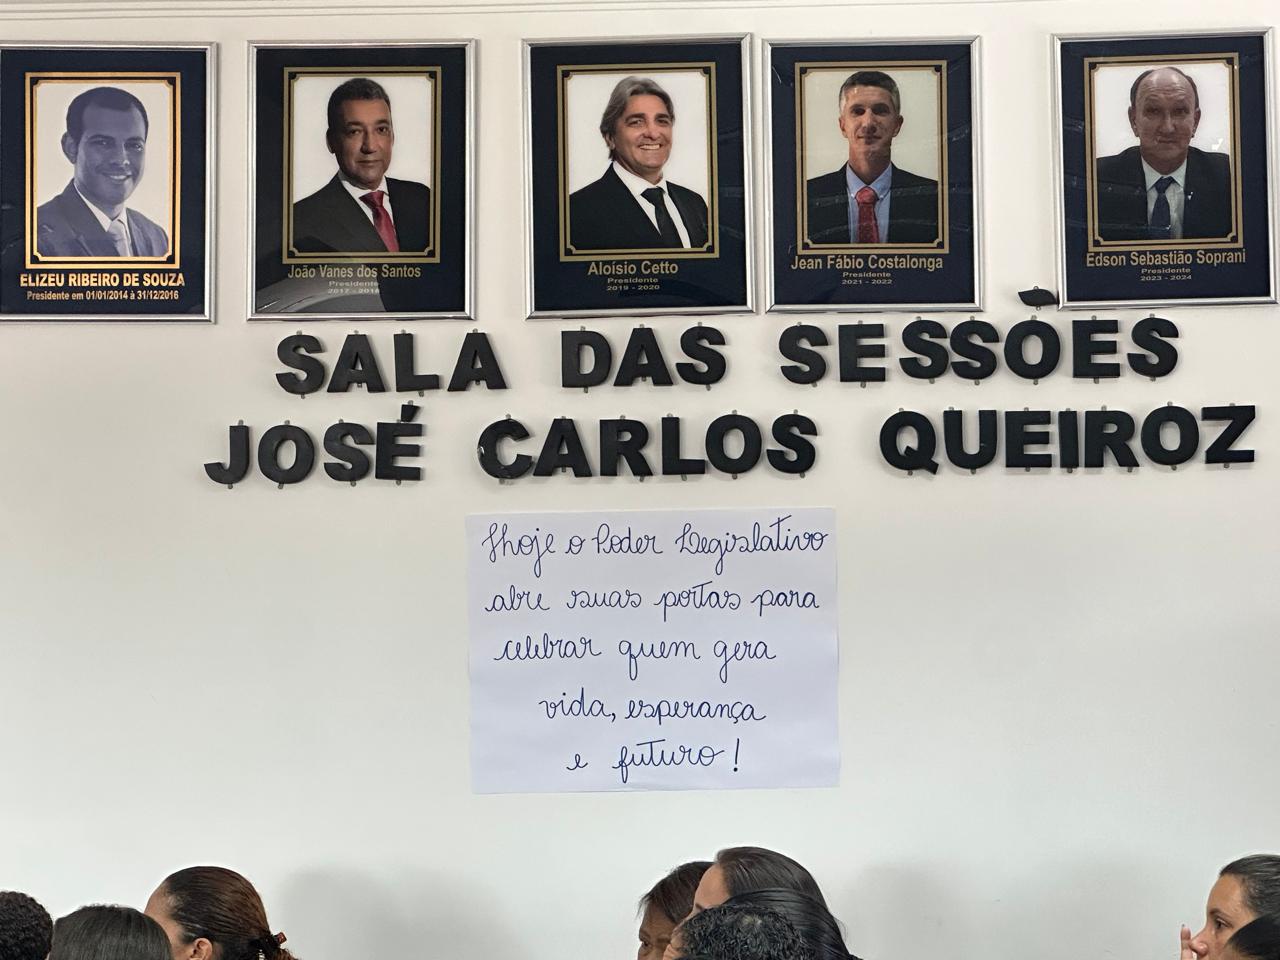 ELIZEU RIBEIRO DE SOUZA
Presidente em 01/01/2014 à 31/12/2016
João Vanes dos Santos
Presidente
2017 - 2018
Aloísio Cetto
Presidente
2019 - 2020
Jean Fábio Costalonga
Presidente
2021 - 2022
Edson Sebastião Soprani
Presidente
2023 - 2024
SALA DAS SESSÕES
JOSÉ CARLOS QUEIROZ
Hoje o Poder Legislativo
abre suas portas para
celebrar quem gera
vida, esperança
e futuro!